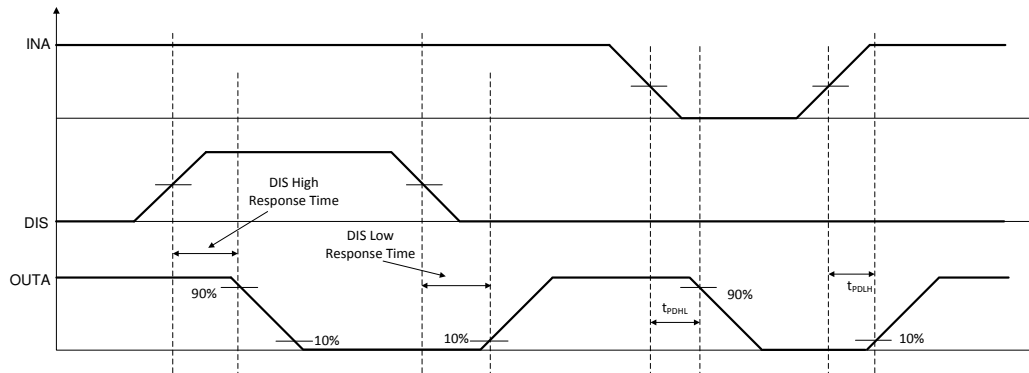 INA
DIS High
Response Time
DIS
DIS Low
Response Time
OUTA
90%
10%
10%
tPDHL
90%
tPDLH
10%